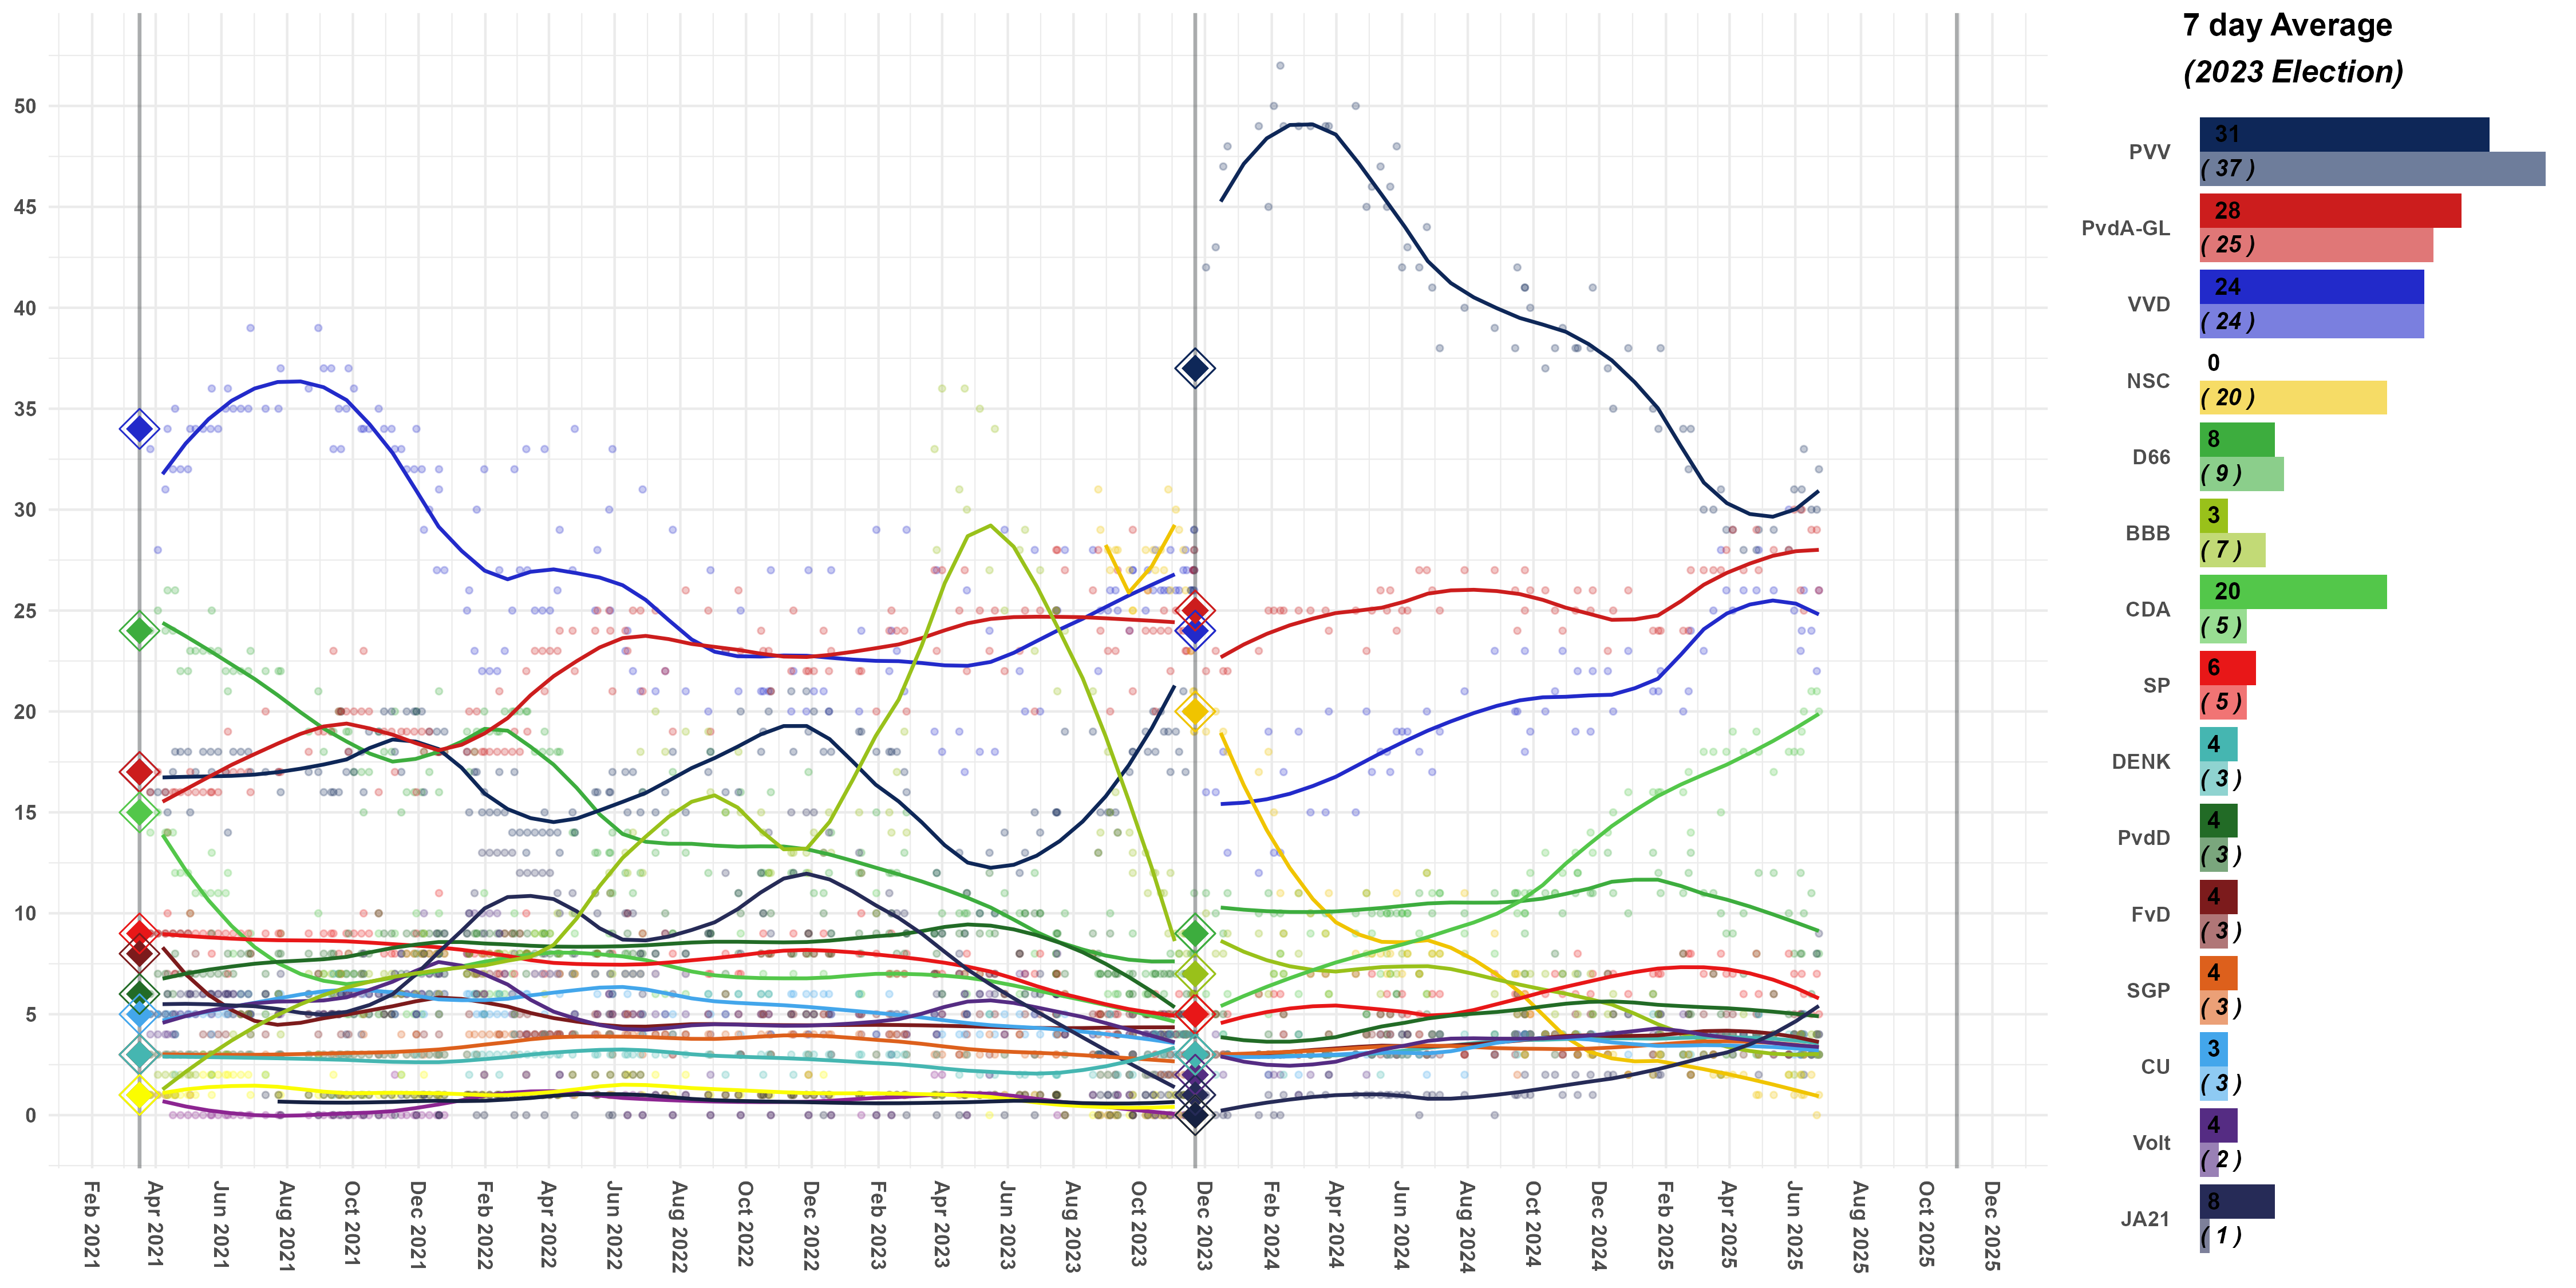 7 day Average
(2023 Election)
50
45
40
35
30
25
20
15
10
5
0
Feb 2021
Apr 2021
Jun 2021
Aug 2021
Oct 2021
Dec 2021
Feb 2022
Apr 2022
Jun 2022
Aug 2022
Oct 2022
Dec 2022
Feb 2023
Apr 2023
Jun 2023
Aug 2023
Oct 2023
Dec 2023
Feb 2024
Apr 2024
Jun 2024
Aug 2024
Oct 2024
Dec 2024
Feb 2025
Apr 2025
Jun 2025
Aug 2025
Oct 2025
Dec 2025
PVV
31
( 37 )
PvdA-GL
28
( 25 )
VVD
24
( 24 )
NSC
0
( 20 )
D66
8
( 9 )
BBB
3
( 7 )
CDA
20
( 5 )
SP
6
( 5 )
DENK
4
( 3 )
PvdD
4
( 3 )
FvD
4
( 3 )
SGP
4
( 3 )
CU
3
( 3 )
Volt
4
( 2 )
JA21
8
( 1 )